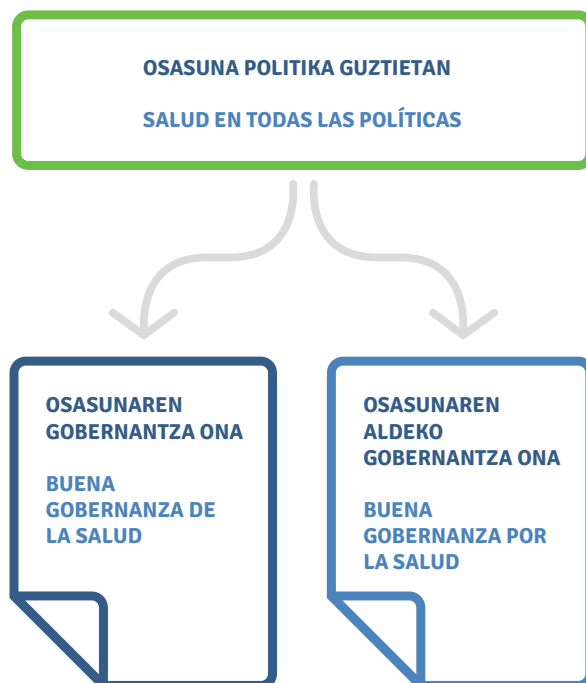 OSASUNA POLITIKA GUZTIETAN
SALUD EN TODAS LAS POLÍTICAS
OSASUNAREN
GOBERNANTZA ONA
BUENA
GOBERNANZA DE
LA SALUD
OSASUNAREN
ALDEKO
GOBERNANTZA ONA
BUENA
GOBERNANZA POR
LA SALUD